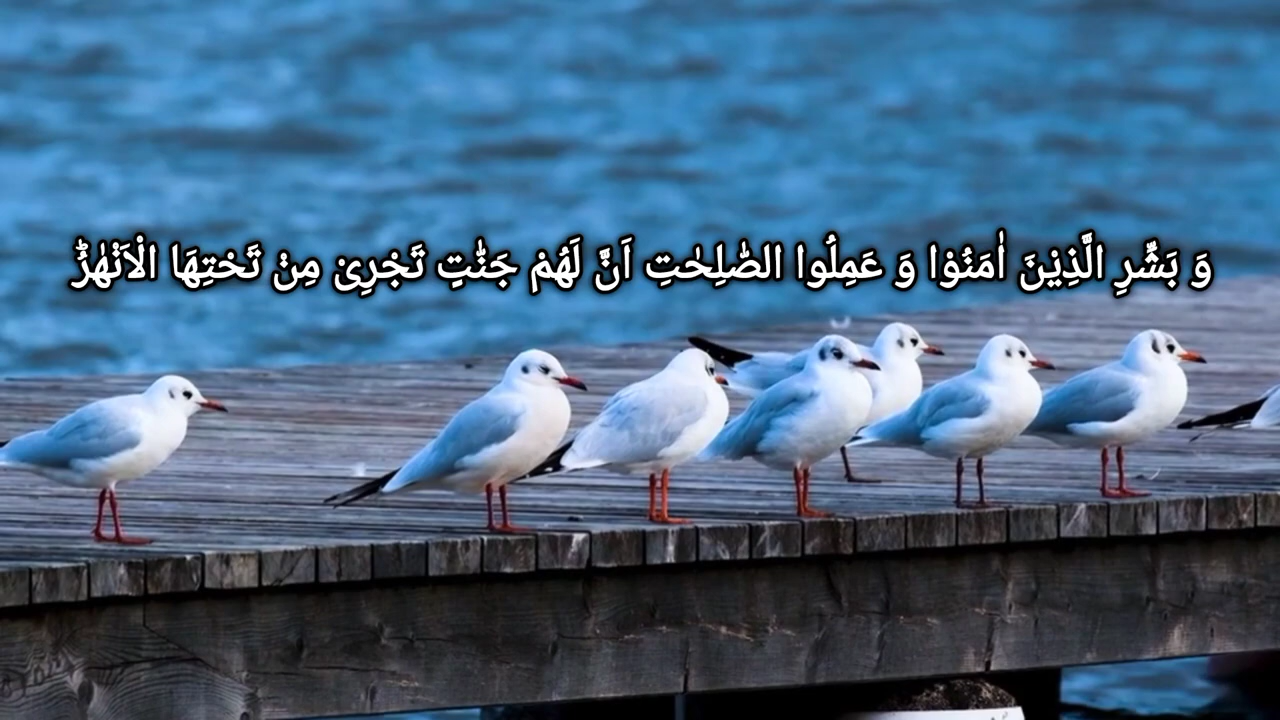 وَ بَشِّرِ الَّذِیْنَ اٰمَنُوْا وَ عَمِلُوا الصّٰلِحٰتِ اَنَّ لَهُمْ جَنّٰتٍ تَجْرِیْ مِنْ تَحْتِهَا الْاَنْهٰرُؕ